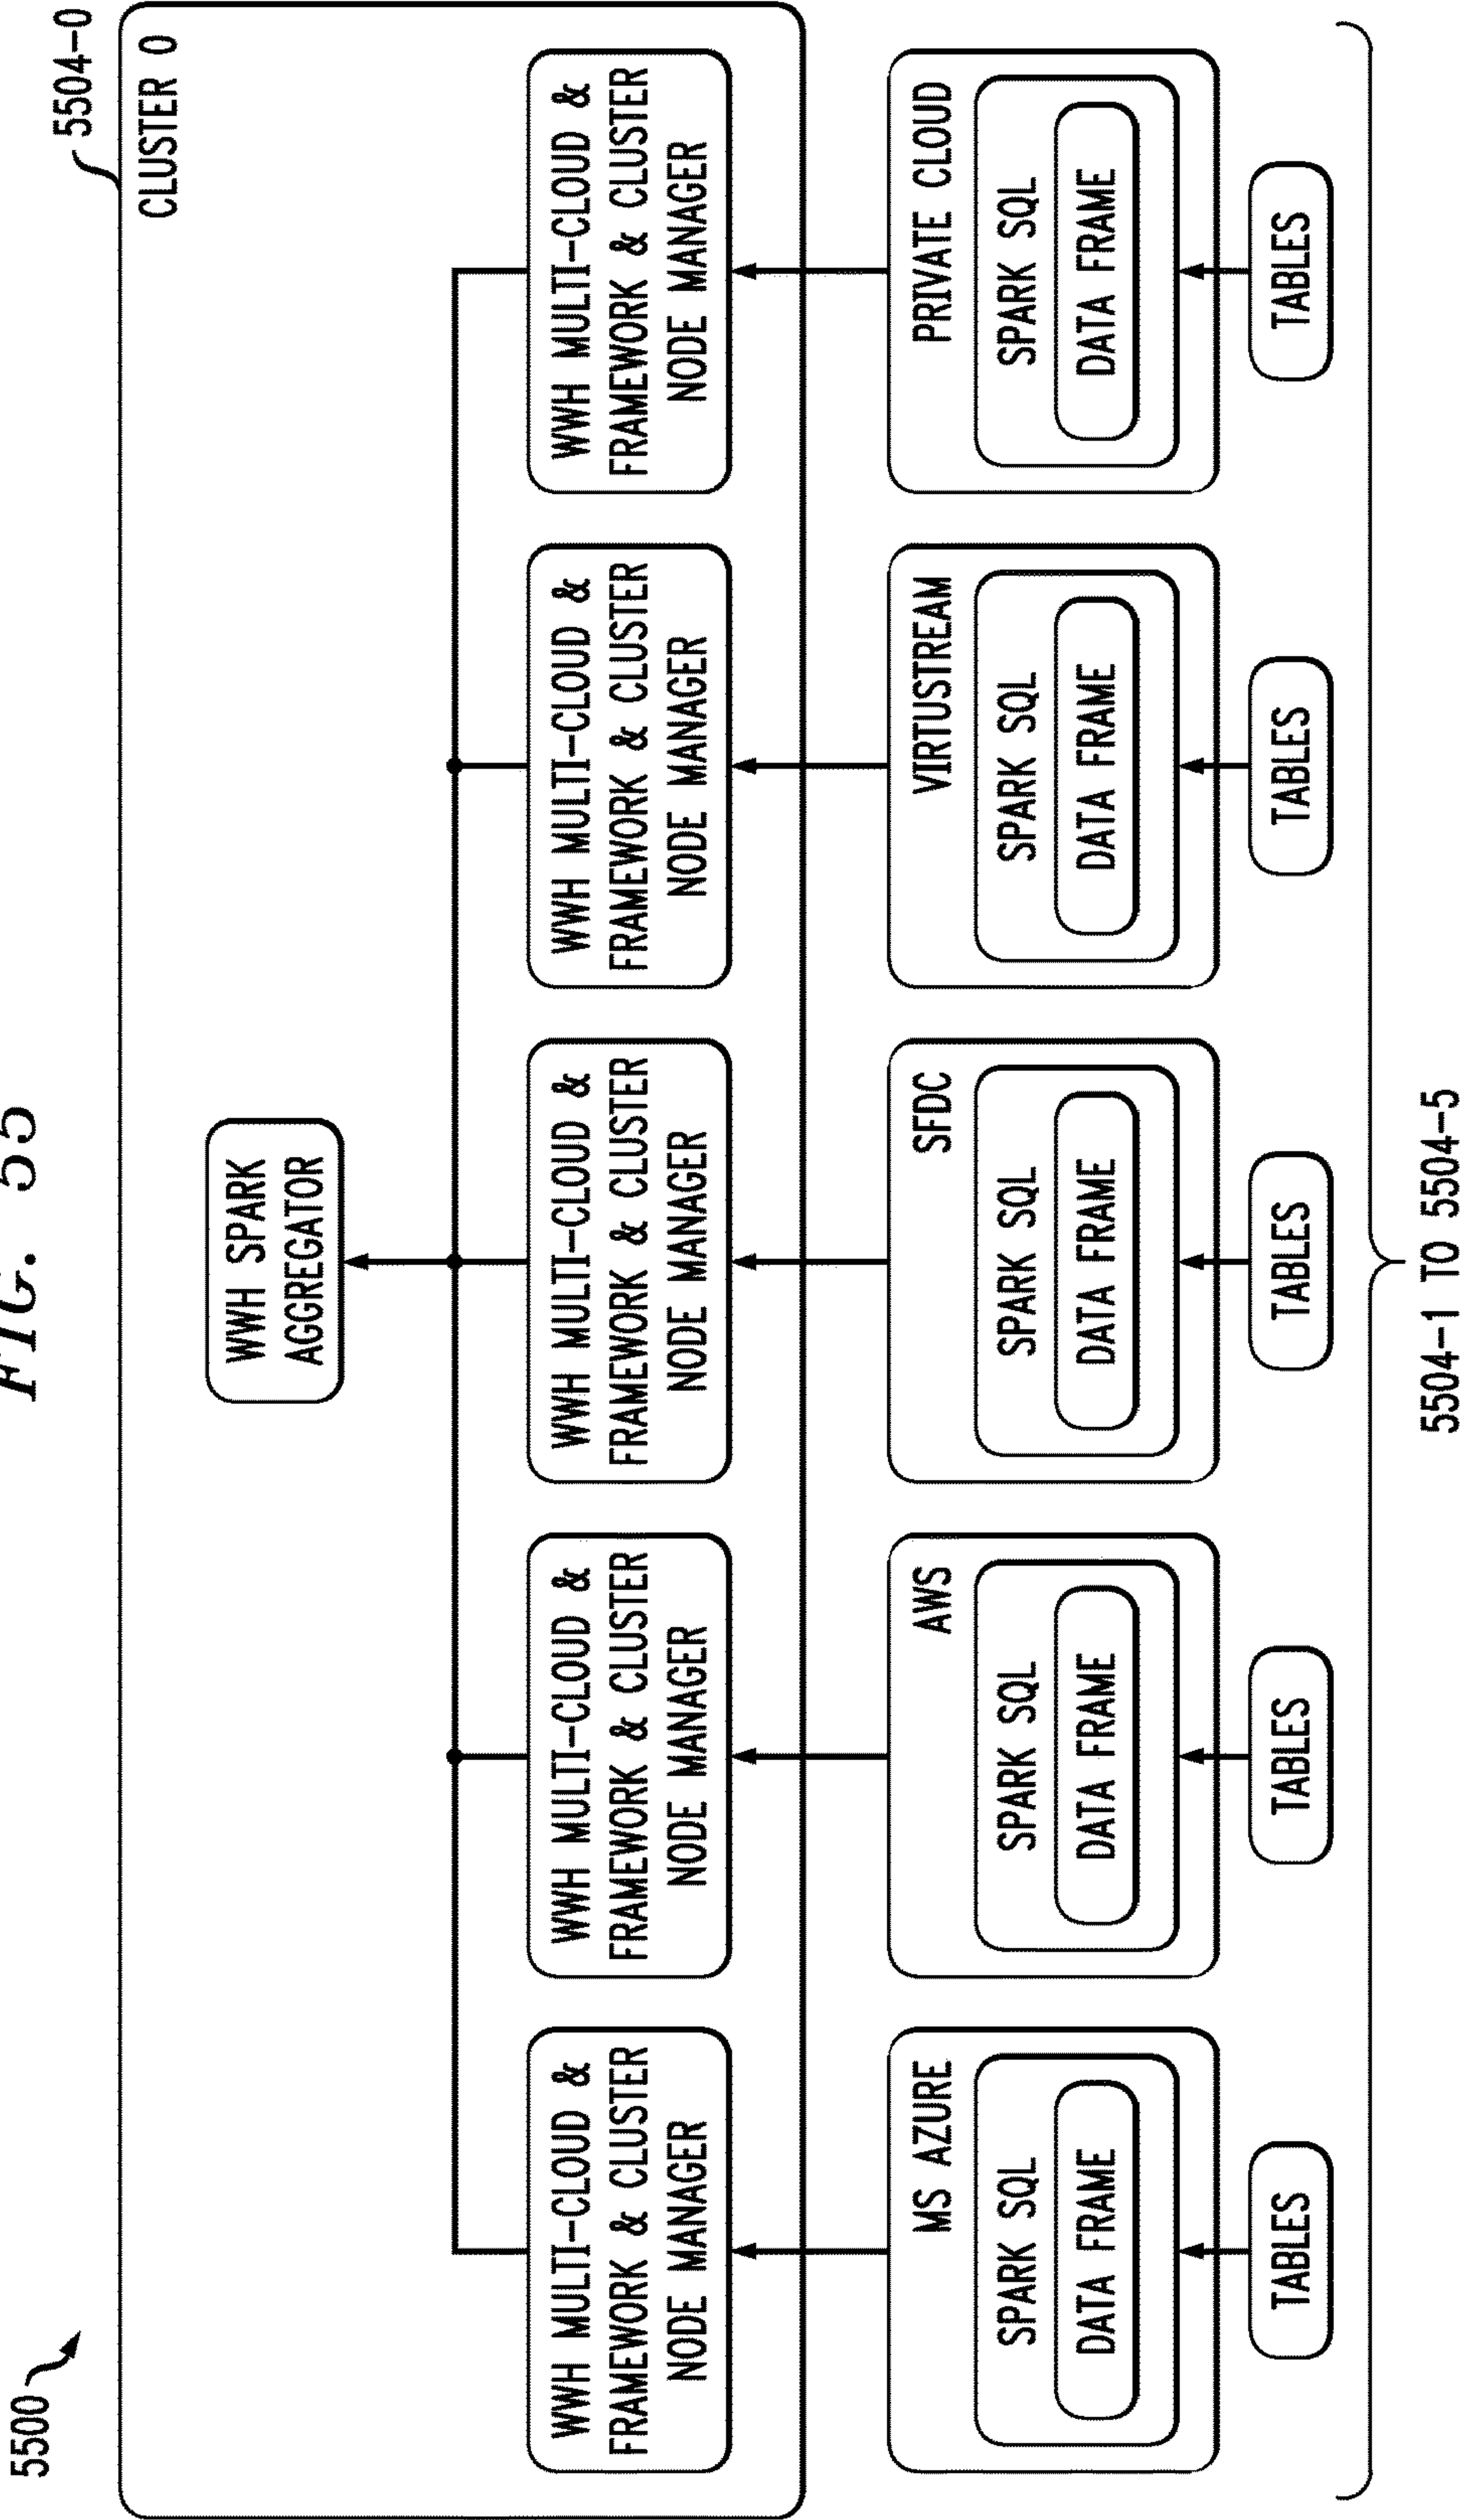 FIG. 55
5500
5504-0
CLUSTER 0
WWH SPARK
AGGREGATOR
WWH MULTI-CLOUD &
FRAMEWORK & CLUSTER
NODE MANAGER
WWH MULTI-CLOUD &
FRAMEWORK & CLUSTER
NODE MANAGER
WWH MULTI-CLOUD &
FRAMEWORK & CLUSTER
NODE MANAGER
WWH MULTI-CLOUD &
FRAMEWORK & CLUSTER
NODE MANAGER
WWH MULTI-CLOUD &
FRAMEWORK & CLUSTER
NODE MANAGER
MS AZURE
SPARK SQL
DATA FRAME
TABLES
AWS
SPARK SQL
DATA FRAME
TABLES
SFDC
SPARK SQL
DATA FRAME
TABLES
VIRTUSTREAM
SPARK SQL
DATA FRAME
TABLES
PRIVATE CLOUD
SPARK SQL
DATA FRAME
TABLES
5504-1 TO 5504-5